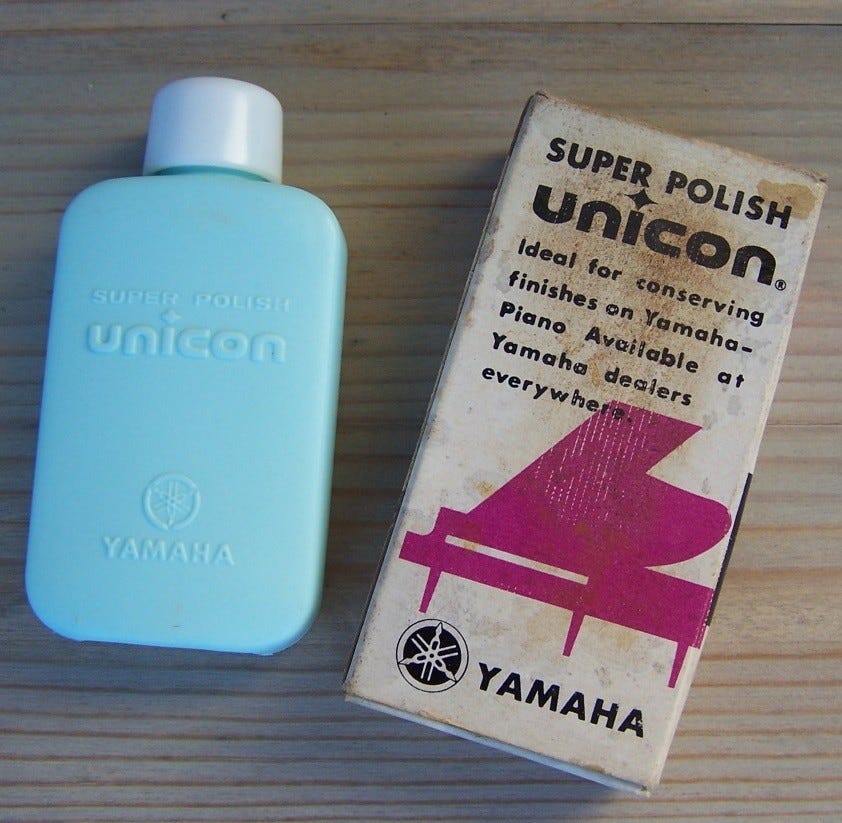 SUPER POLISH
unicon
YAMAHA
SUPER POLISH
unicon®
Ideal for conserving
finishes on Yamaha-
Piano Available at
Yamaha dealers
everywhere.
YAMAHA